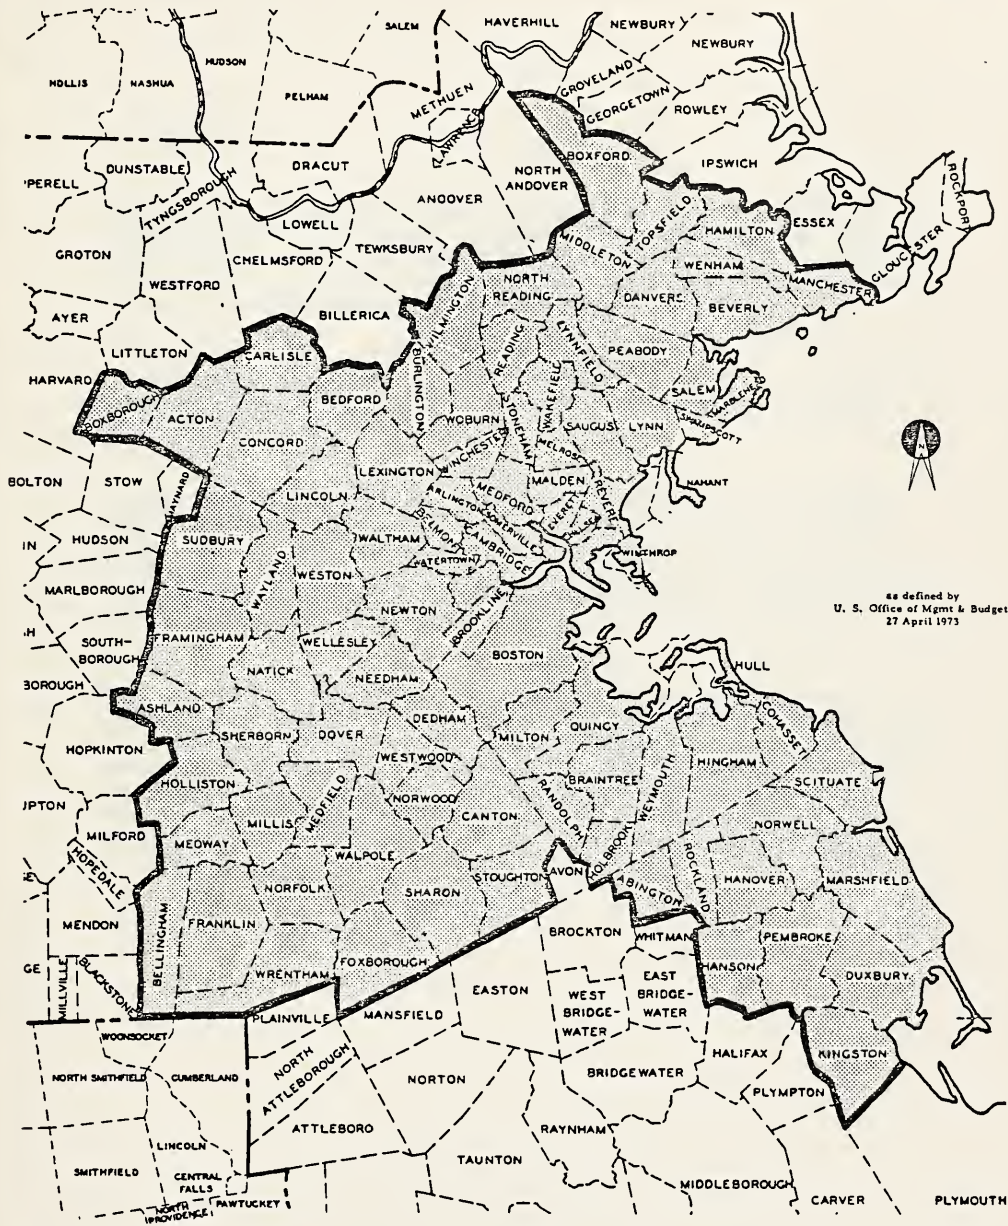 SALEM
HAVERHILL
NEWBURY
HUDSON
NEWBURY
HOLLIS
NASHUA
PELHAM
METHUEN
GROVELAND
GEORGETOWN
ROWLEY
LAWRENCE
DRACUT
NORTH
ANDOVER
BOXFORD
IPSWICH
DUNSTABLE
PPERELL
TYNGSBOROUGH
ANDOVER
ROCKPORT
LOWELL
TOPSFIELD
HAMILTON
ESSEX
GLOUCESTER
GROTON
CHELMSFORD
TEWKSBURY
MIDDLETON
WENHAM
WESTFORD
NORTH
READING
DANVERS
MANCHESTER
AYER
BILLERICA
WILMINGTON
BEVERLY
LITTLETON
CARLISLE
BURLINGTON
READING
LYNNFIELD
PEABODY
HARVARD
BOXBOROUGH
ACTON
BEDFORD
WOBURN
STONEHAM
WAKEFIELD
SALEM
MARBLEHEAD
SWAMPSCOTT
CONCORD
WINCHESTER
MELROSE
SAUGUS
LYNN
N
BOLTON
STOW
MAYNARD
LEXINGTON
LINCOLN
ARLINGTON
MEDFORD
MALDEN
REVERE
NAHANT
HUDSON
SUDBURY
WALTHAM
BELMONT
SOMERVILLE
EVERETT
CHELSEA
CAMBRIDGE
WINTHROP
WATERTOWN
MARLBOROUGH
WAYLAND
WESTON
as defined by
U. S. Office of Mgmt & Budget
27 April 1973
NEWTON
BROOKLINE
SOUTH-
BOROUGH
FRAMINGHAM
WELLESLEY
BOSTON
BOROUGH
NATICK
NEEDHAM
HULL
ASHLAND
DEDHAM
COHASSET
HOPKINTON
SHERBORN
DOVER
MILTON
QUINCY
WESTWOOD
HINGHAM
HOLLISTON
BRAINTREE
WEYMOUTH
SCITUATE
UPTON
MEDFIELD
NORWOOD
RANDOLPH
MILFORD
MILLIS
CANTON
NORWELL
MEDWAY
HOPEDALE
WALPOLE
HOLBROOK
NORFOLK
SHARON
STOUGHTON
AVON
ABINGTON
ROCKLAND
HANOVER
MARSHFIELD
MENDON
BELLINGHAM
FRANKLIN
BROCKTON
WHITMAN
PEMBROKE
MILLVILLE
BLACKSTONE
WRENTHAM
FOXBOROUGH
HANSON
DUXBURY
EASTON
WEST
BRIDGE-
WATER
EAST
BRIDGE-
WATER
PLAINVILLE
MANSFIELD
WOONSOCKET
HALIFAX
KINGSTON
NORTH SMITHFIELD
CUMBERLAND
NORTH
ATTLEBOROUGH
NORTON
BRIDGEWATER
PLYMPTON
ATTLEBORO
RAYNHAM
LINCOLN
SMITHFIELD
CENTRAL
FALLS
TAUNTON
MIDDLEBOROUGH
NORTH
PROVIDENCE
PAWTUCKEY
CARVER
PLYMOUTH